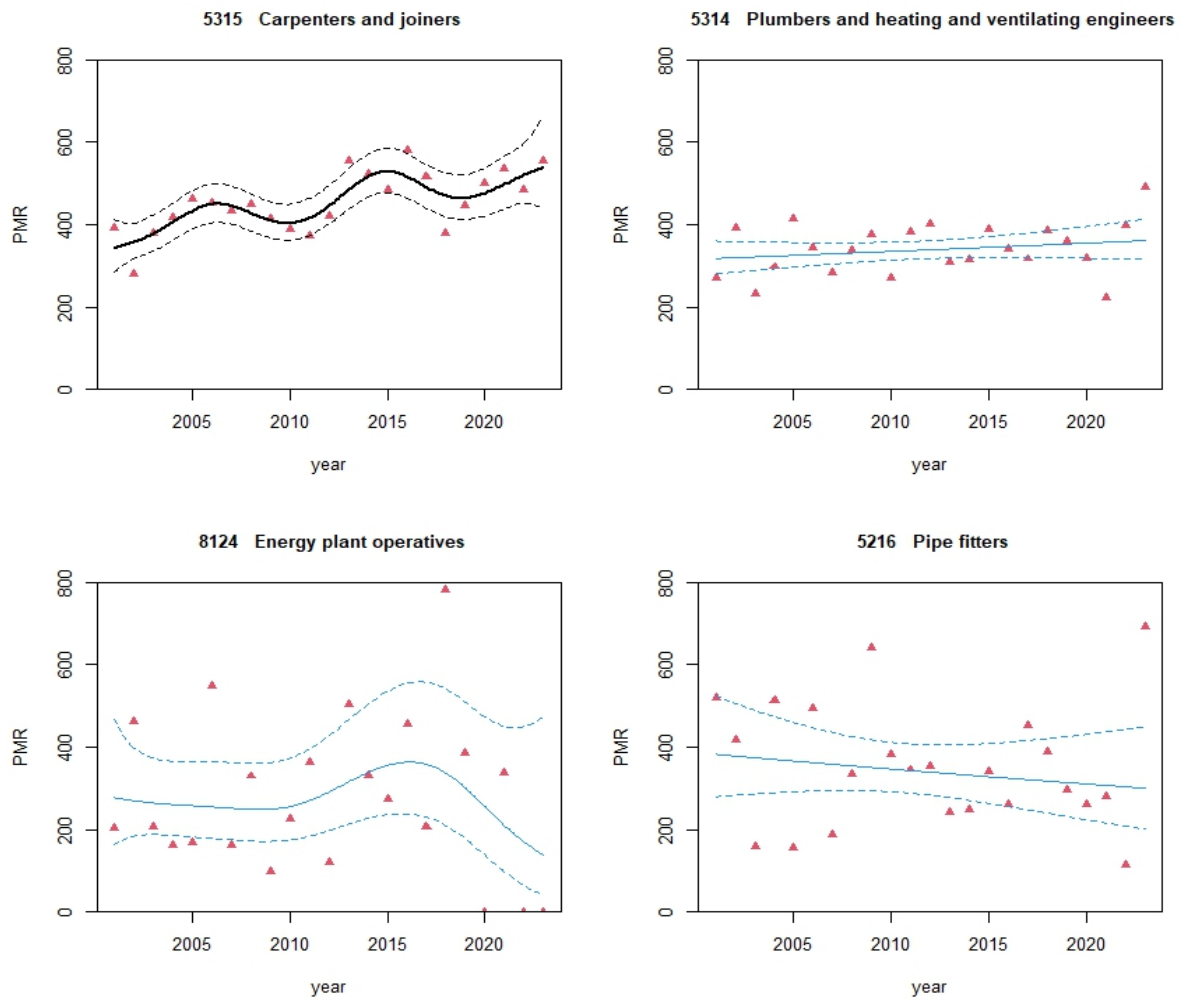 5315 Carpenters and joiners
800
600
400
200
0
PMR
2005 2010 2015 2020
year
5314 Plumbers and heating and ventilating engineers
800
600
400
200
0
PMR
2005 2010 2015 2020
year
8124 Energy plant operatives
800
600
400
200
0
PMR
2005 2010 2015 2020
year
5216 Pipe fitters
800
600
400
200
0
PMR
2005 2010 2015 2020
year